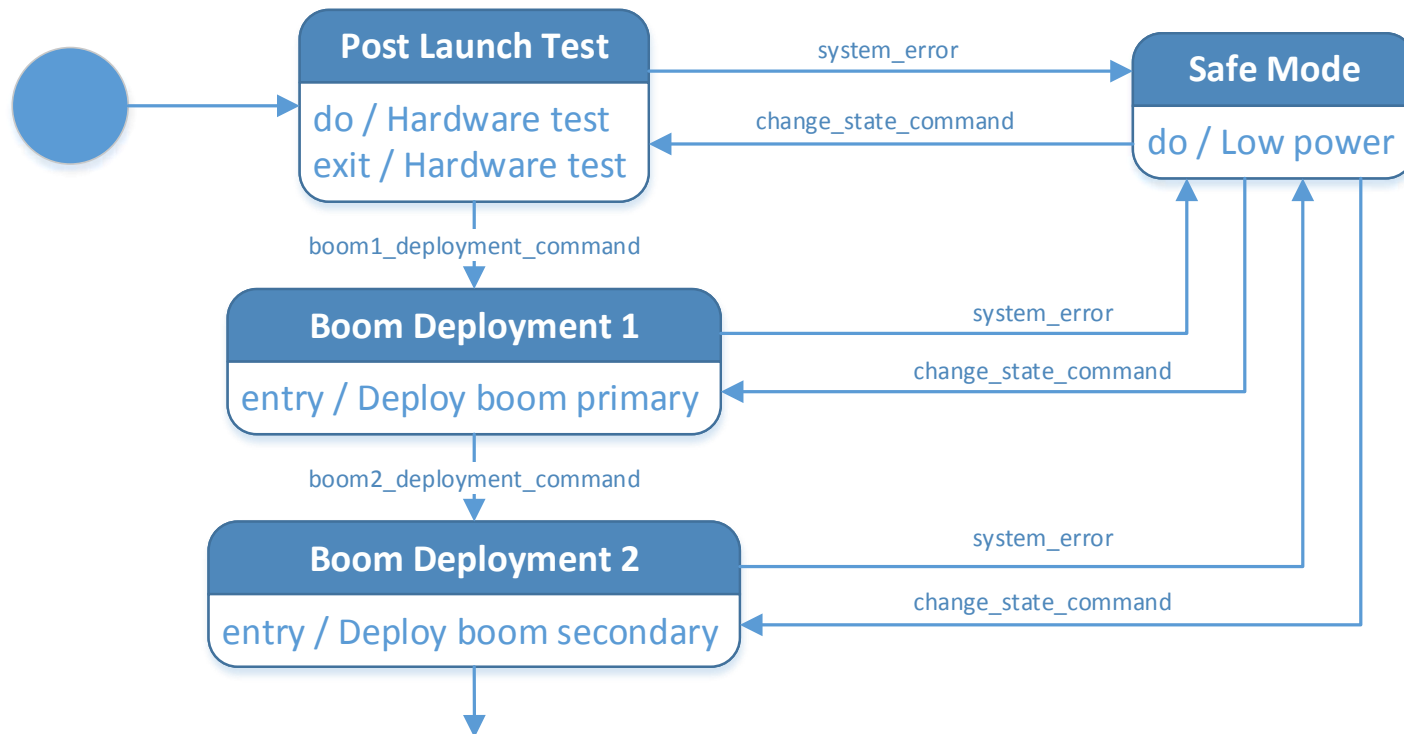 Post Launch Test
do / Hardware test
exit / Hardware test
system_error
change_state_command
Safe Mode
do / Low power
boom1_deployment_command
Boom Deployment 1
entry / Deploy boom primary
system_error
change_state_command
boom2_deployment_command
Boom Deployment 2
entry / Deploy boom secondary
system_error
change_state_command